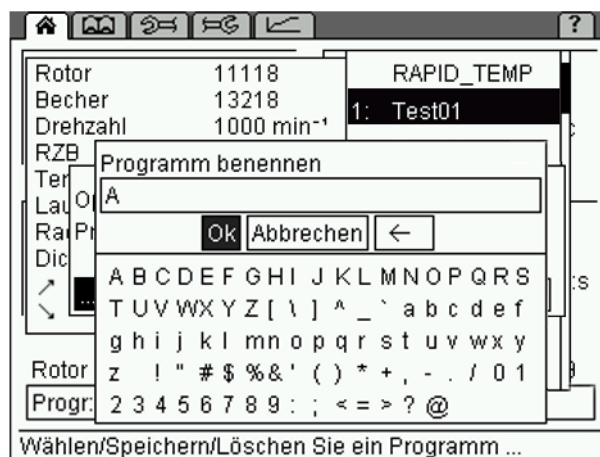 ?
Rotor 11118
Becher 13218
Drehzahl 1000 min⁻¹
RZB
RAPID_TEMP
1: Test01
Programm benennen
A
Ok Abbrechen ←
A B C D E F G H I J K L M N O P Q R S
T U V W X Y Z [ \ ] ^ _ ` a b c d e f
g h i j k l m n o p q r s t u v w x y
z ! " # $ % & ' ( ) * + , - . / 0 1
2 3 4 5 6 7 8 9 : ; < = > ? @
Rotor
Progr:
Wählen/Speichern/Löschen Sie ein Programm ...